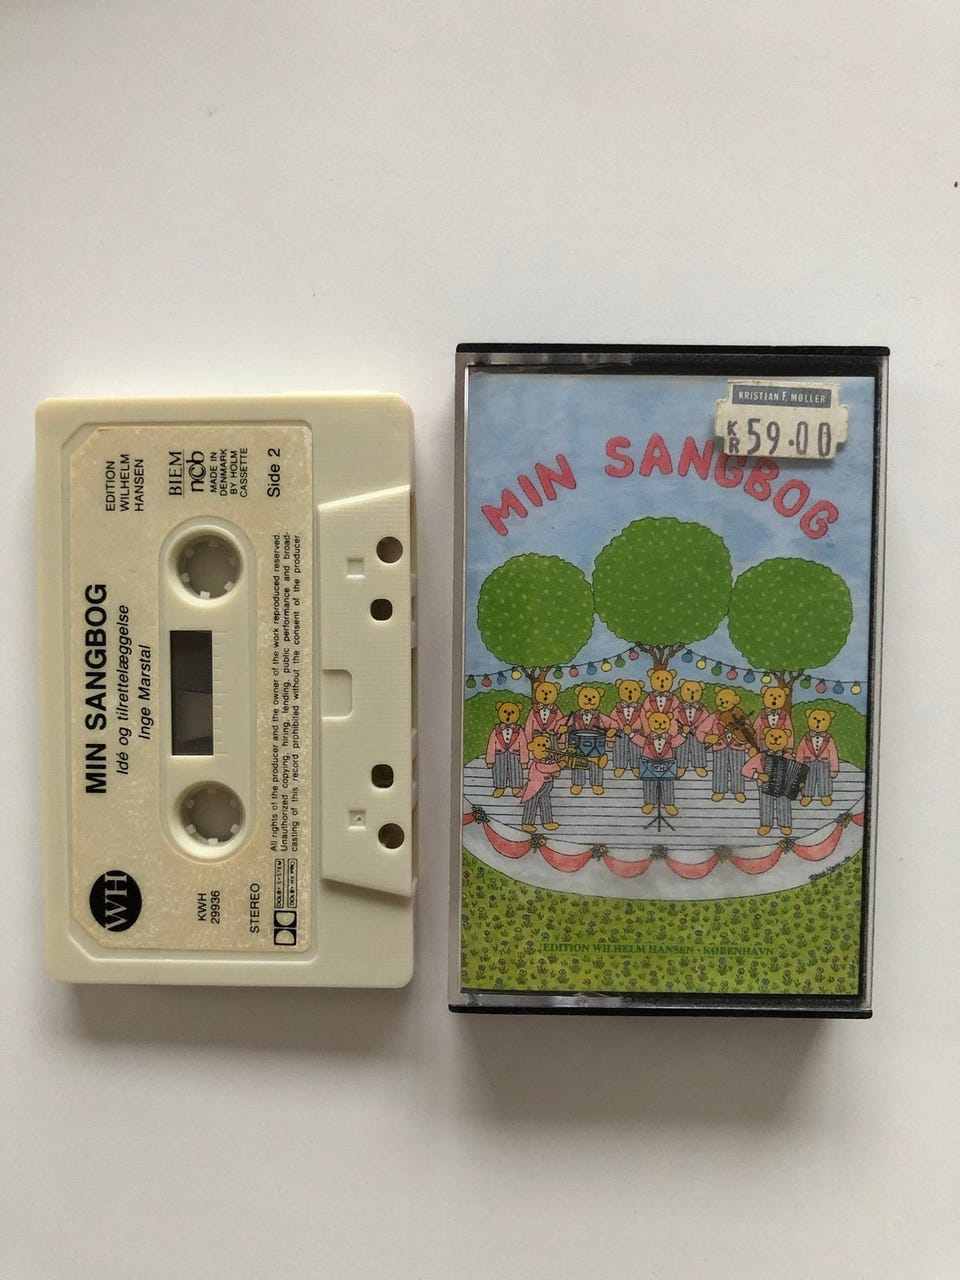 EDITION
WILHELM
HANSEN
BIEM
ncb
MADE IN
DENMARK
BY HOLM
CASSETTE
Side 2
MIN SANGBOG
Idé og tilrettelæggelse
Inge Marstal
All rights of the producer and the owner of the work reproduced reserved.
Unauthorized copying, hiring, lending, public performance and broad-
casting of this record prohibited without the consent of the producer
WH
KWH
29936
STEREO
DOLBY SYSTEM
DOLBY HX PRO
KRISTIAN F. MØLLER
KR 59.00
MIN SANGBOG
EDITION WILHELM HANSEN · KØBENHAVN